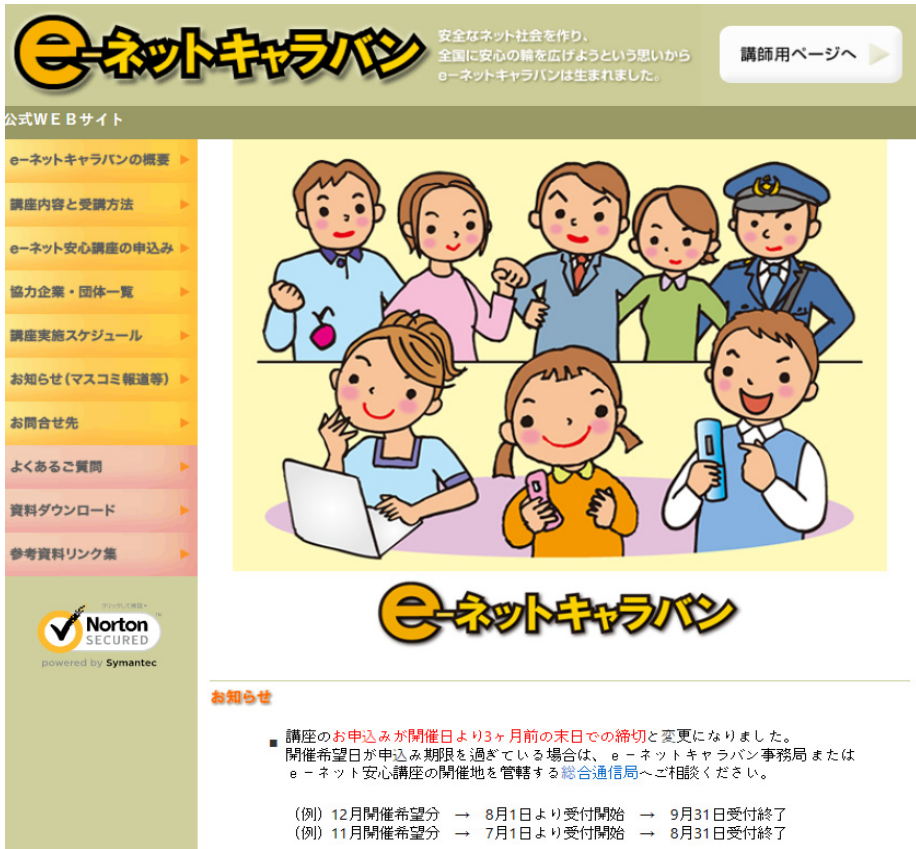 e-ネットキャラバン
安全なネット社会を作り、
全国に安心の輪を広げようという思いから
e-ネットキャラバンは生まれました。
講師用ページへ
公式WEBサイト
e-ネットキャラバンの概要
講座内容と受講方法
e-ネット安心講座の申込み
協力企業・団体一覧
講座実施スケジュール
お知らせ(マスコミ報道等)
お問合せ先
よくあるご質問
資料ダウンロード
参考資料リンク集
クリックして確認
Norton
SECURED
powered by Symantec
e-ネットキャラバン
お知らせ
講座のお申込みが開催日より3ヶ月前の末日での締切と変更になりました。
開催希望日が申込み期限を過ぎている場合は、e-ネットキャラバン事務局または
e-ネット安心講座の開催地を管轄する総合通信局へご相談ください。
(例) 12月開催希望分 → 8月1日より受付開始 → 9月31日受付終了
(例) 11月開催希望分 → 7月1日より受付開始 → 8月31日受付終了